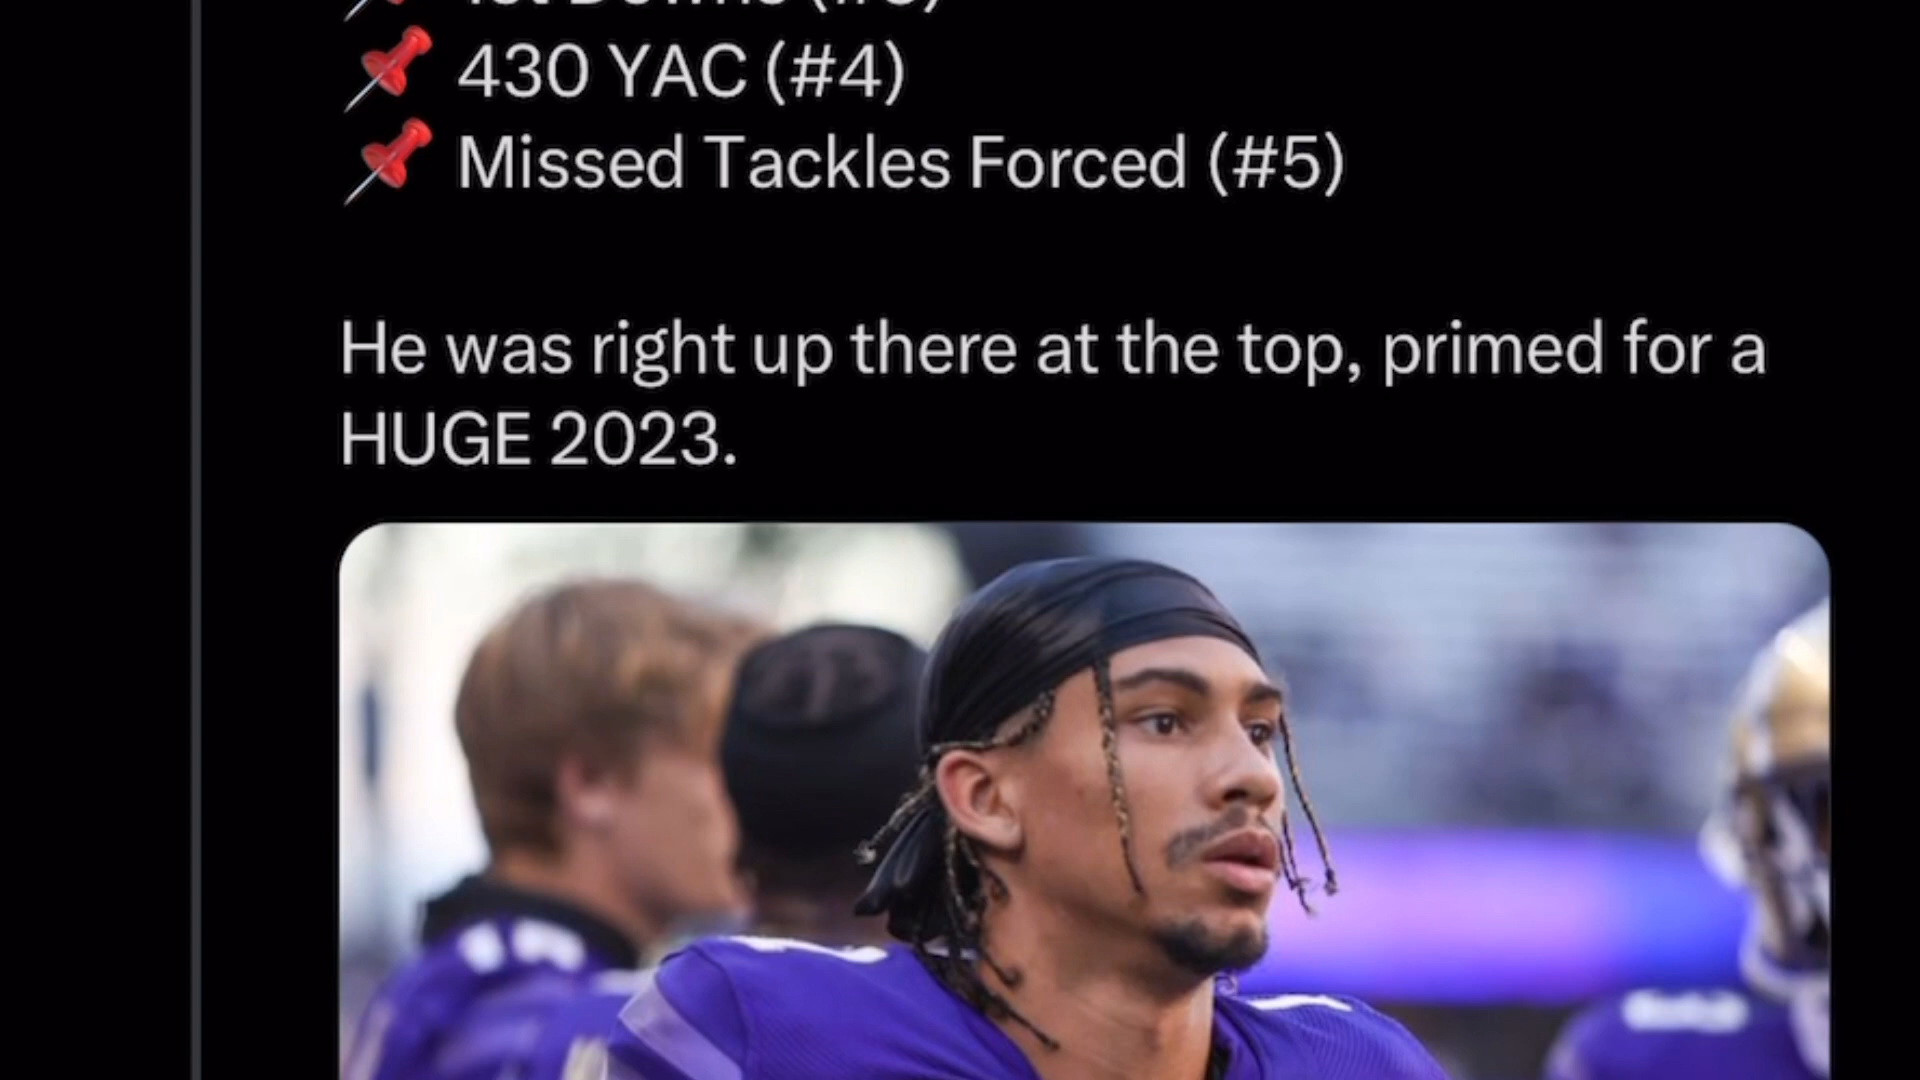 📌 430 YAC (#4)
📌 Missed Tackles Forced (#5)
He was right up there at the top, primed for a
HUGE 2023.